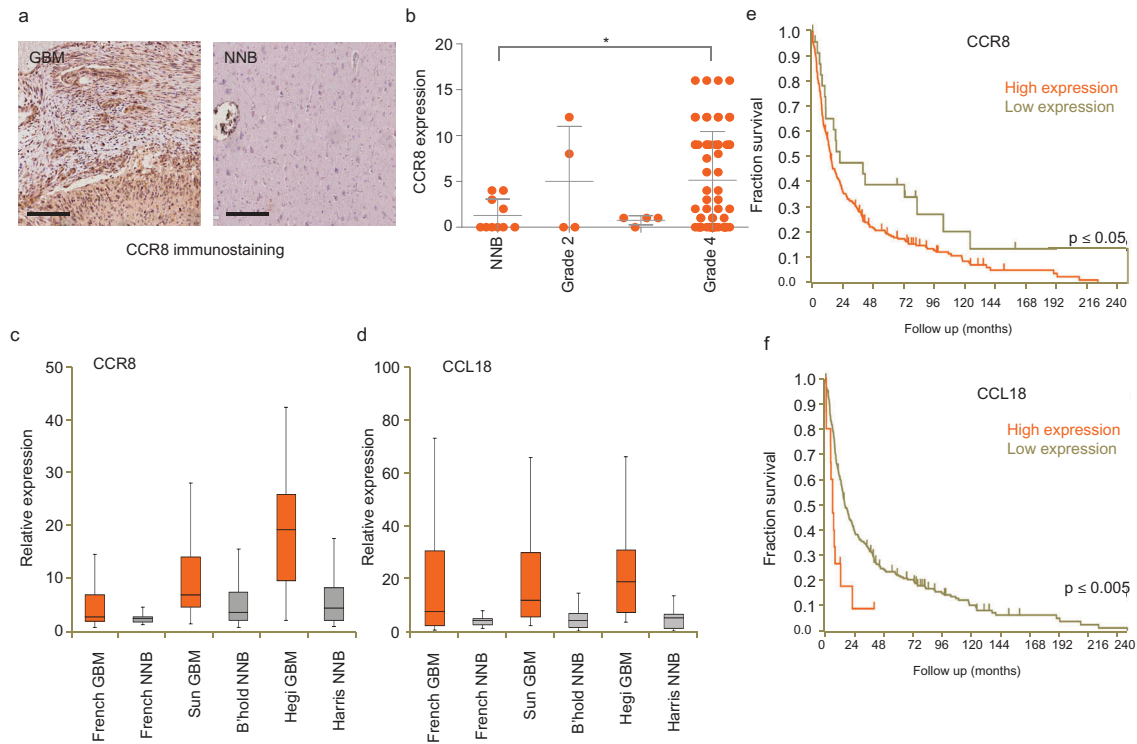 a
GBM
NNB
CCR8 immunostaining
b
CCR8 expression
20
15
10
5
0
*
NNB
Grade 2
Grade 4
c
CCR8
Relative expression
50
40
30
20
10
0
French GBM
French NNB
Sun GBM
B'hold NNB
Hegi GBM
Harris NNB
d
CCL18
Relative expression
100
80
60
40
20
0
French GBM
French NNB
Sun GBM
B'hold NNB
Hegi GBM
Harris NNB
e
CCR8
High expression
Low expression
Fraction survival
1.0
0.9
0.8
0.7
0.6
0.5
0.4
0.3
0.2
0.1
0.0
p ≤ 0.05
0 24 48 72 96 120 144 168 192 216 240
Follow up (months)
f
CCL18
High expression
Low expression
Fraction survival
1.0
0.9
0.8
0.7
0.6
0.5
0.4
0.3
0.2
0.1
0.0
p ≤ 0.005
0 24 48 72 96 120 144 168 192 216 240
Follow up (months)